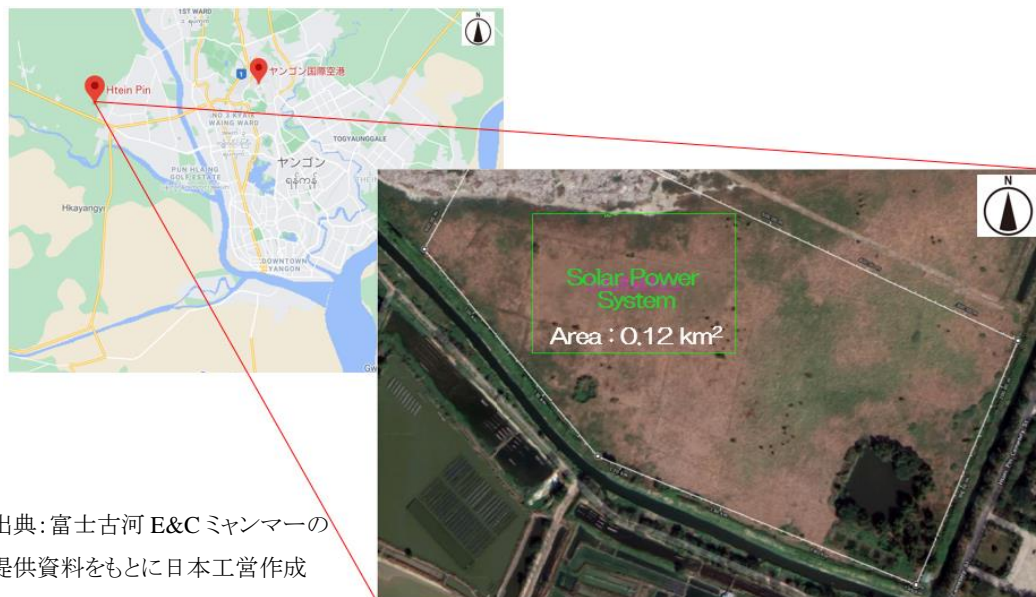 1ST WARD
N
ヤンゴン国際空港
1
Htein Pin
NO 3 KYRIE
WAING WARD
TOGYAUNGGALE
ヤンゴン
ရန်ကုန်
PUN HLAING
GOLF ESTATE
Hkayangyi
DOWNTOWN
YANGON
N
Solar Power
System
Area : 0.12 km²
出典：富士古河 E&C ミャンマーの
提供資料をもとに日本工営作成